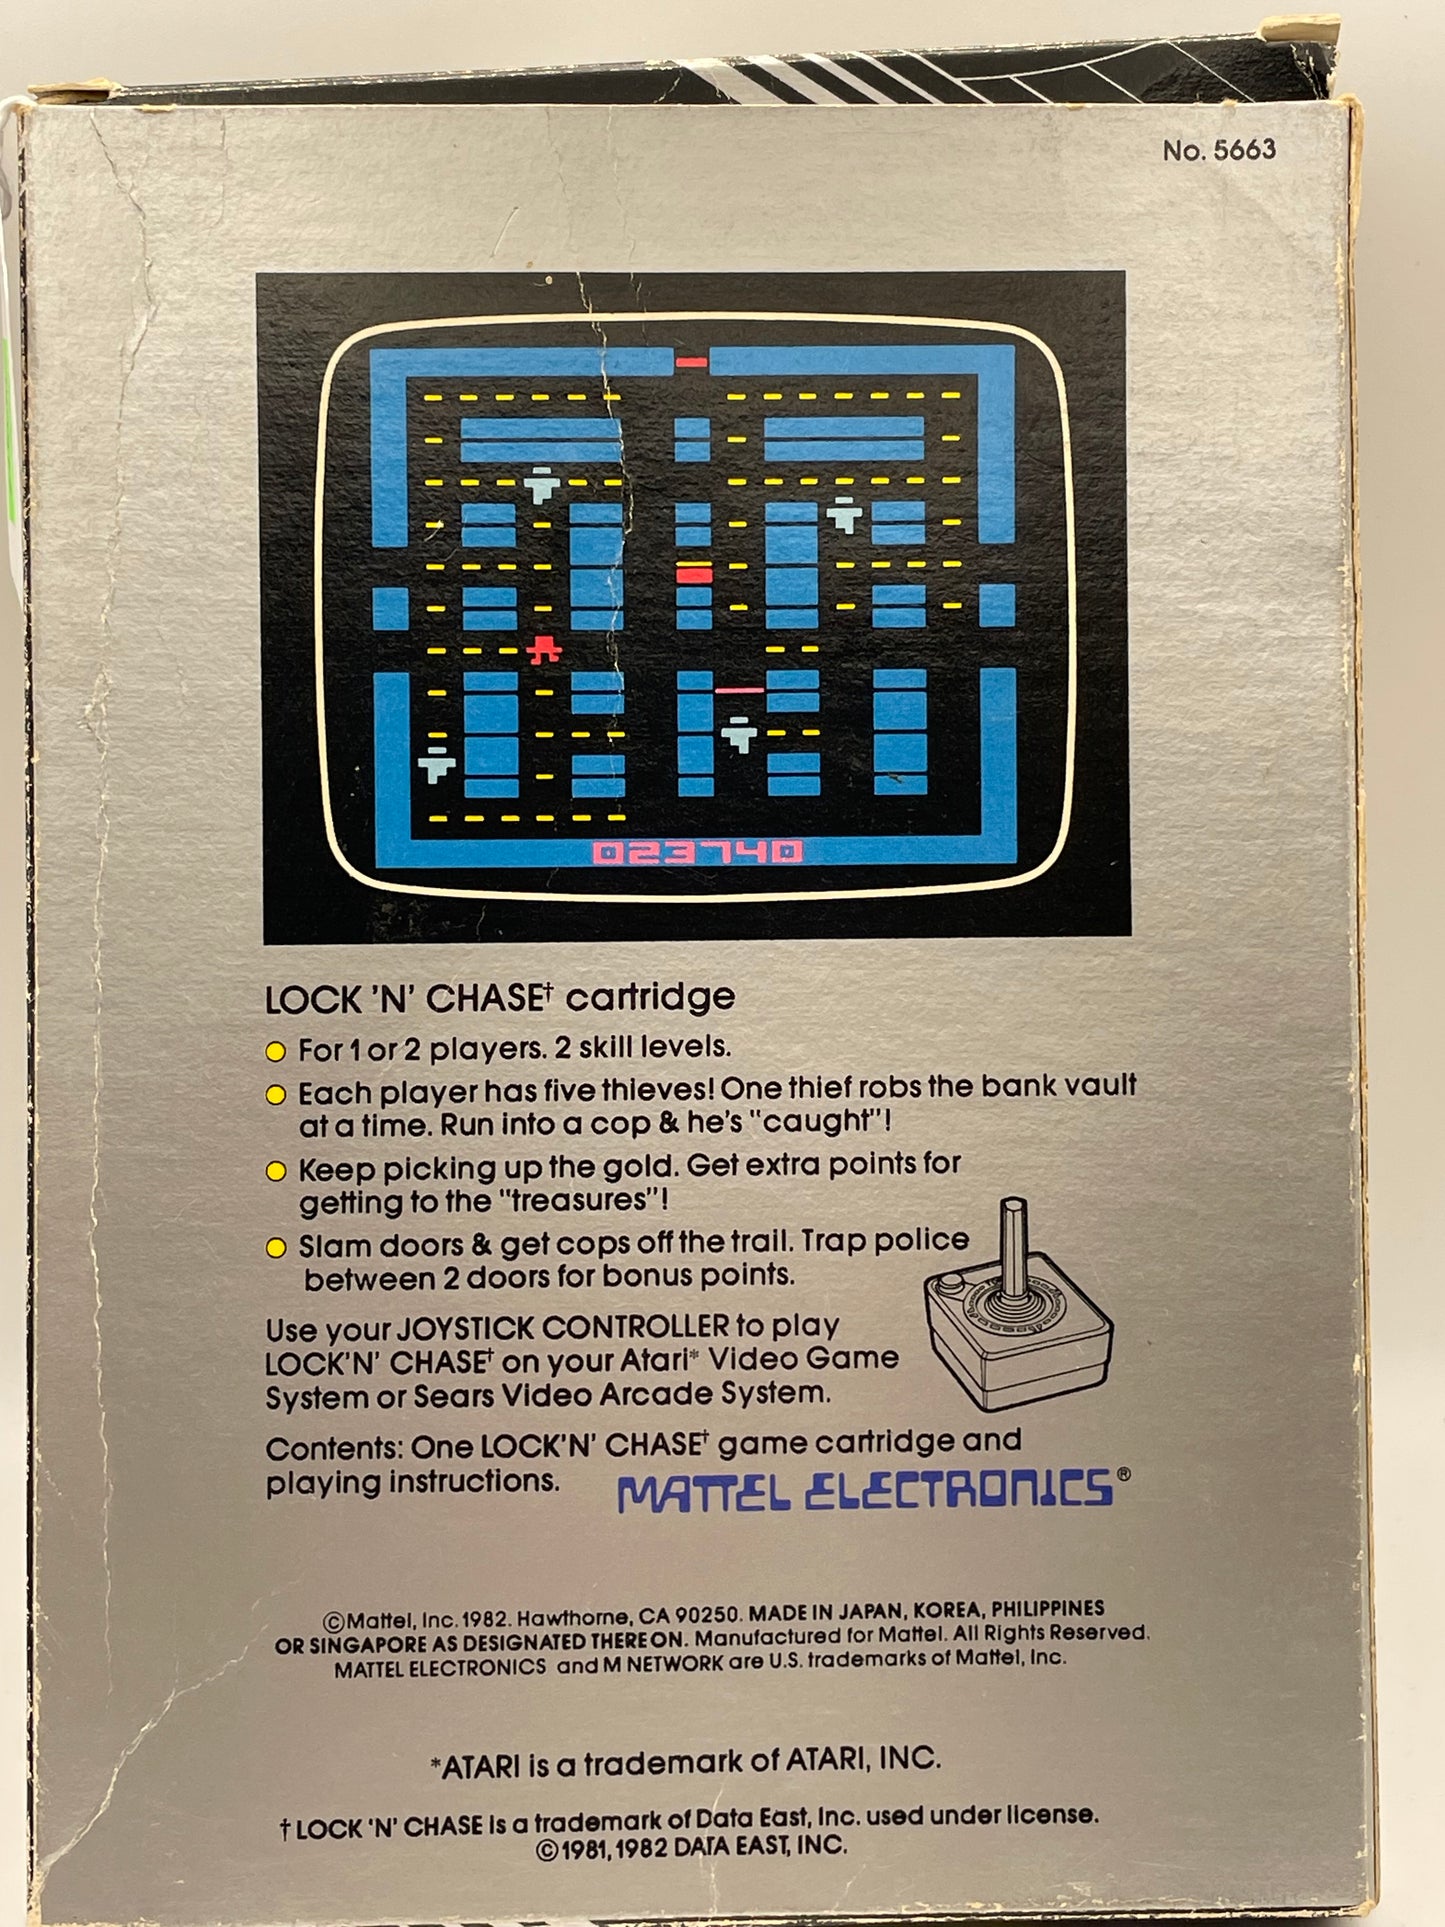 No. 5663
023740
LOCK 'N' CHASE† cartridge
For 1 or 2 players. 2 skill levels.
Each player has five thieves! One thief robs the bank vault
at a time. Run into a cop & he's "caught"!
Keep picking up the gold. Get extra points for
getting to the "treasures"!
Slam doors & get cops off the trail. Trap police
between 2 doors for bonus points.
Use your JOYSTICK CONTROLLER to play
LOCK'N' CHASE† on your Atari* Video Game
System or Sears Video Arcade System.
Contents: One LOCK'N' CHASE† game cartridge and
playing instructions.
MATTEL ELECTRONICS®
©Mattel, Inc. 1982. Hawthorne, CA 90250. MADE IN JAPAN, KOREA, PHILIPPINES
OR SINGAPORE AS DESIGNATED THEREON. Manufactured for Mattel. All Rights Reserved.
MATTEL ELECTRONICS and M NETWORK are U.S. trademarks of Mattel, Inc.
*ATARI is a trademark of ATARI, INC.
† LOCK 'N' CHASE is a trademark of Data East, Inc. used under license.
©1981, 1982 DATA EAST, INC.